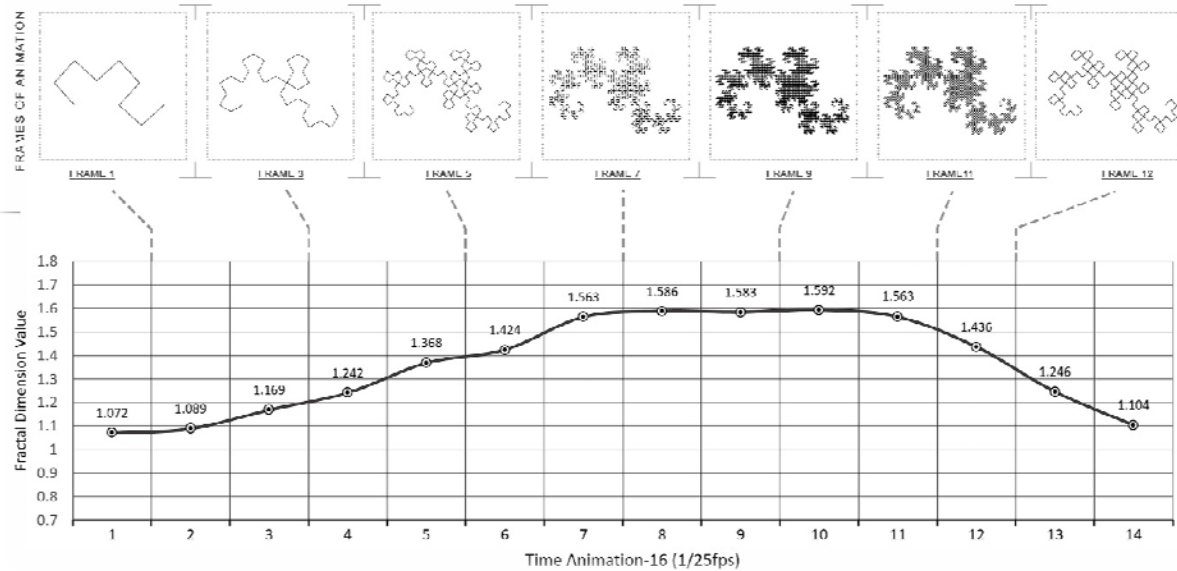 FRAMES OF AN IMATION
FRAME 1
FRAME 3
FRAME 5
FRAME 7
FRAME 9
FRAME 11
FRAME 12
Fractal Dimension Value
1.8
1.7
1.6
1.5
1.4
1.3
1.2
1.1
1
0.9
0.8
0.7
1.072
1.089
1.169
1.242
1.368
1.424
1.563
1.586
1.583
1.592
1.563
1.436
1.246
1.104
1 2 3 4 5 6 7 8 9 10 11 12 13 14
Time Animation-16 (1/25fps)